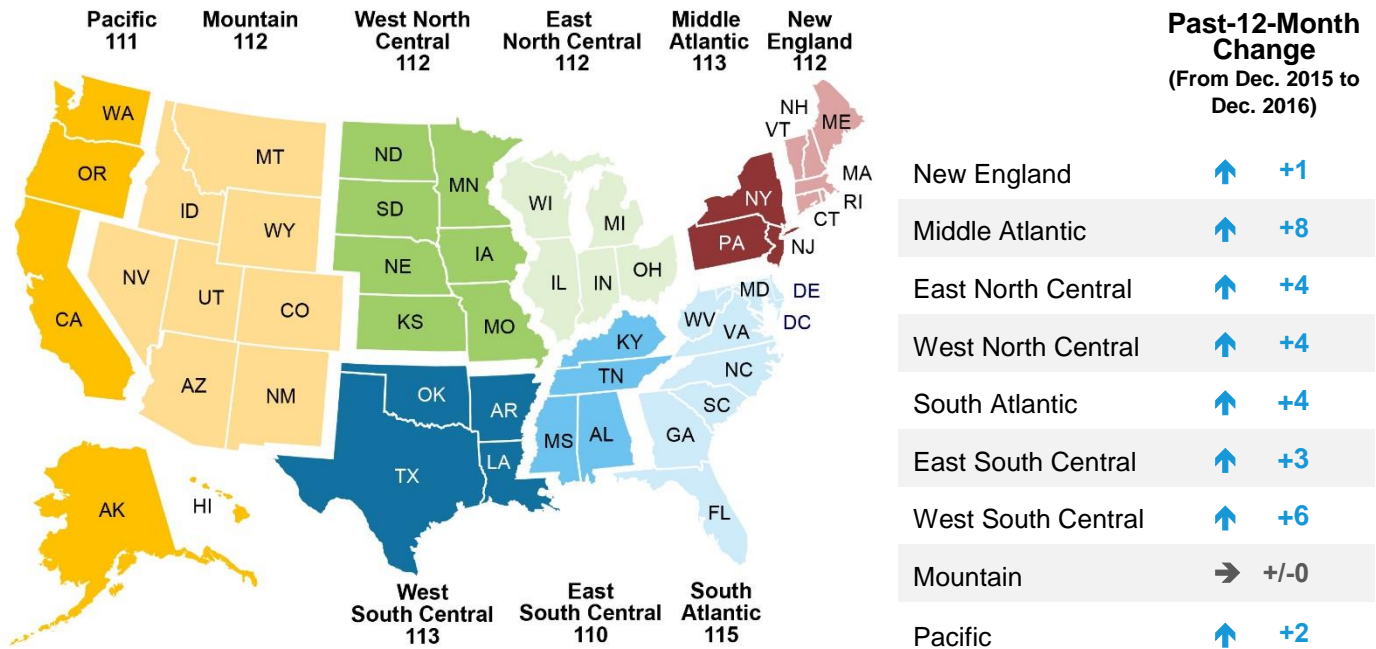 Pacific
111
Mountain
112
West North
Central
112
East
North Central
112
Middle
Atlantic
113
New
England
112
WA
OR
CA
AK
HI
MT
ID
WY
NV
UT
CO
AZ
NM
ND
SD
NE
KS
MN
IA
MO
WI
MI
IL
IN
OH
NH
VT
ME
MA
RI
CT
NY
PA
NJ
MD
DE
DC
WV
VA
NC
SC
GA
FL
KY
TN
MS
AL
OK
AR
TX
LA
West
South Central
113
East
South Central
110
South
Atlantic
115
Past-12-Month
Change
(From Dec. 2015 to
Dec. 2016)
New England +1
Middle Atlantic +8
East North Central +4
West North Central +4
South Atlantic +4
East South Central +3
West South Central +6
Mountain +/-0
Pacific +2